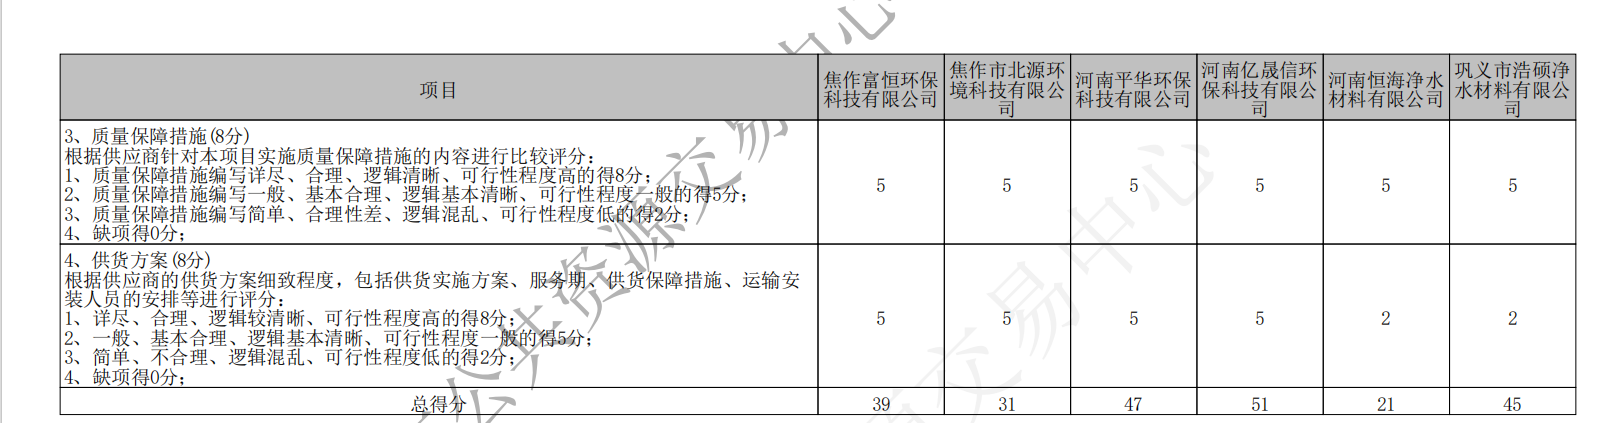 项目
焦作富恒环保
科技有限公司
焦作市北源环
境科技有限公
司
河南平华环保
科技有限公司
河南亿晟信环
保科技有限公
司
河南恒海净水
材料有限公司
巩义市浩硕净
水材料有限公
司
3、质量保障措施(8分)
根据供应商针对本项目实施质量保障措施的内容进行比较评分:
1、质量保障措施编写详尽、合理、逻辑清晰、可行性程度高的得8分;
2、质量保障措施编写一般、基本合理、逻辑基本清晰、可行性程度一般的得5分;
3、质量保障措施编写简单、合理性差、逻辑混乱、可行性程度低的得2分;
4、缺项得0分;
5 5 5 5 5 5
4、供货方案(8分)
根据供应商的供货方案细致程度，包括供货实施方案、服务期、供货保障措施、运输安
装人员的安排等进行评分:
1、详尽、合理、逻辑较清晰、可行性程度高的得8分;
2、一般、基本合理、逻辑基本清晰、可行性程度一般的得5分;
3、简单、不合理、逻辑混乱、可行性程度低的得2分;
4、缺项得0分;
5 5 5 5 2 2
总得分 39 31 47 51 21 45
公共资源交易中心
源交易中心